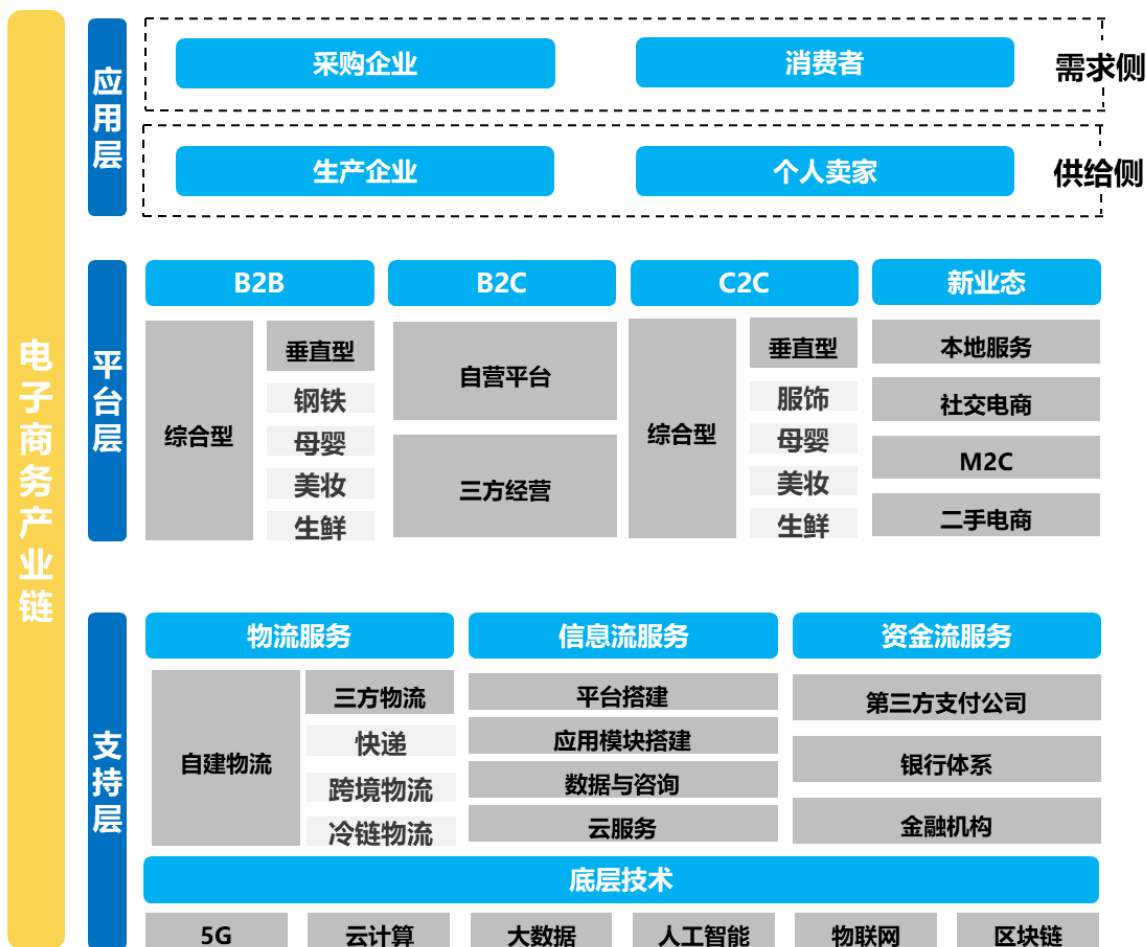 电子商务产业链
应用层
采购企业
消费者
需求侧
生产企业
个人卖家
供给侧
平台层
B2B
综合型
垂直型
钢铁
母婴
美妆
生鲜
B2C
自营平台
三方经营
C2C
综合型
垂直型
服饰
母婴
美妆
生鲜
新业态
本地服务
社交电商
M2C
二手电商
支持层
物流服务
自建物流
三方物流
快递
跨境物流
冷链物流
信息流服务
平台搭建
应用模块搭建
数据与咨询
云服务
资金流服务
第三方支付公司
银行体系
金融机构
底层技术
5G
云计算
大数据
人工智能
物联网
区块链